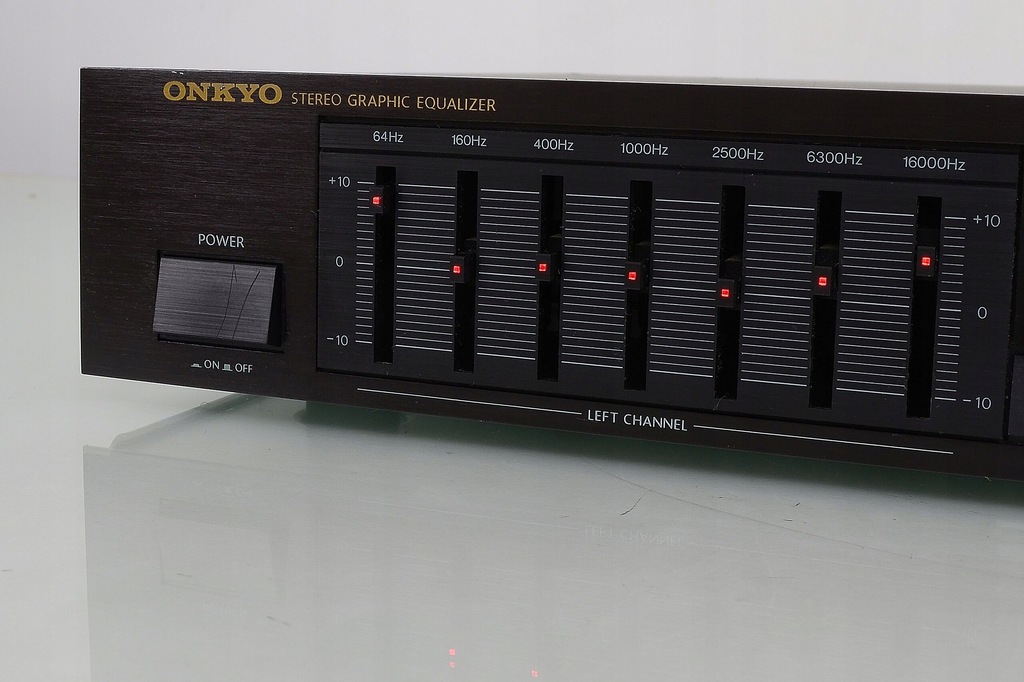 ONKYO STEREO GRAPHIC EQUALIZER
64Hz 160Hz 400Hz 1000Hz 2500Hz 6300Hz 16000Hz
+10 +10
POWER
0 0
-10 -10
ON OFF
LEFT CHANNEL